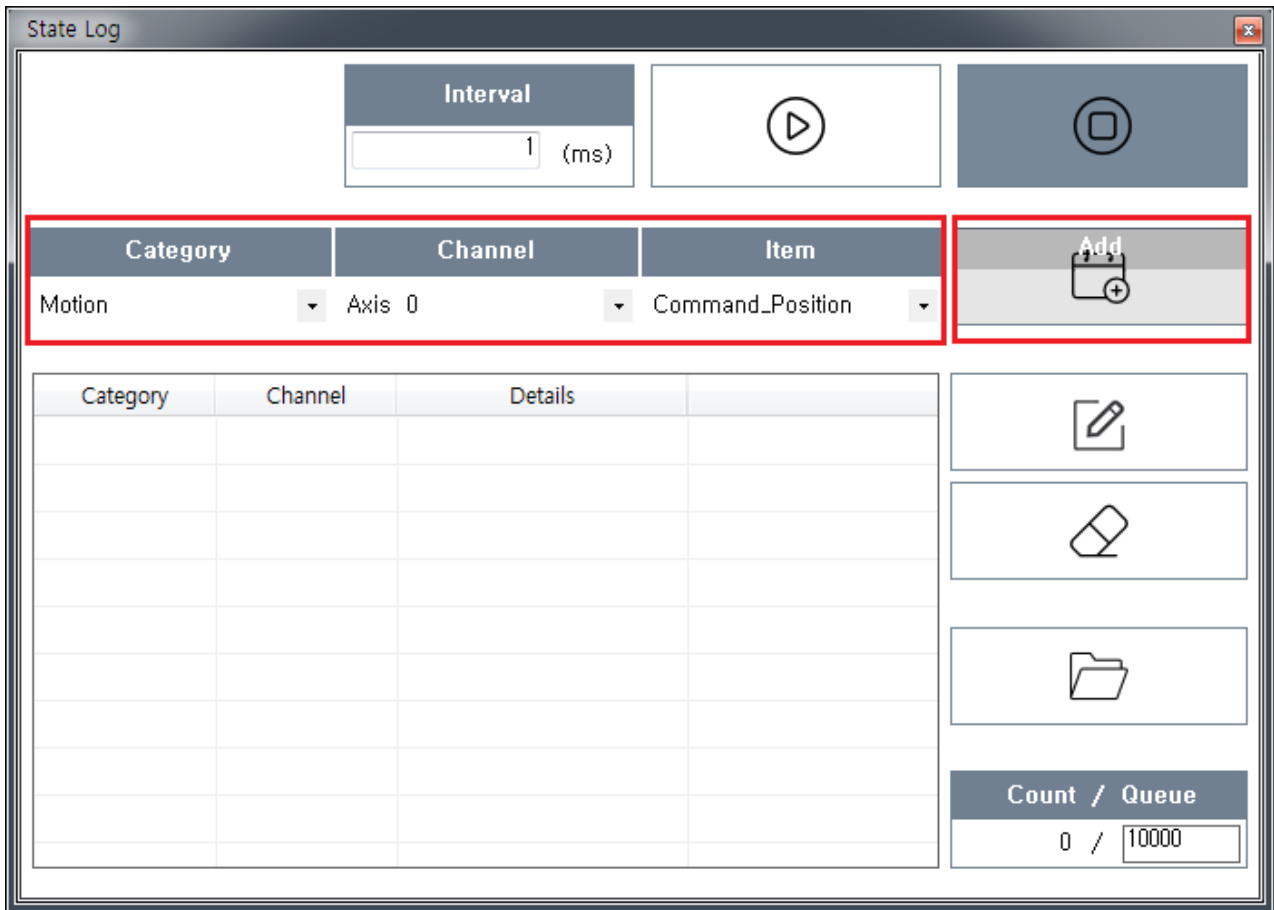 State Log
Interval
1 (ms)
Category Channel Item
Add
Motion Axis 0 Command_Position
Category Channel Details
Count / Queue
0 / 10000